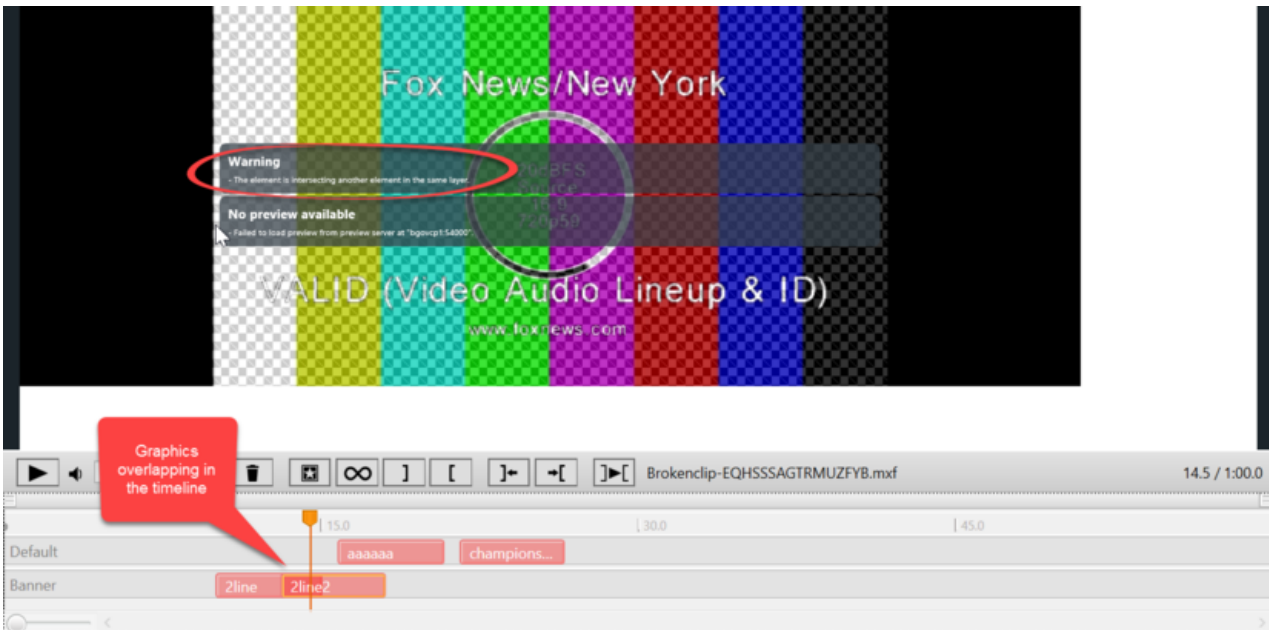 Fox News/New York
Warning
- The element is intersecting another element in the same layer.
No preview available
- Failed to load preview from preview server at "bgovcp1:54000".
VALID (Video Audio Lineup & ID)
www.foxnews.com
Graphics
overlapping in
the timeline
Brokenclip-EQHSSSAGTRMUZFYB.mxf
14.5 / 1:00.0
15.0
30.0
45.0
Default
aaaaaa
champions...
Banner
2line
2line2